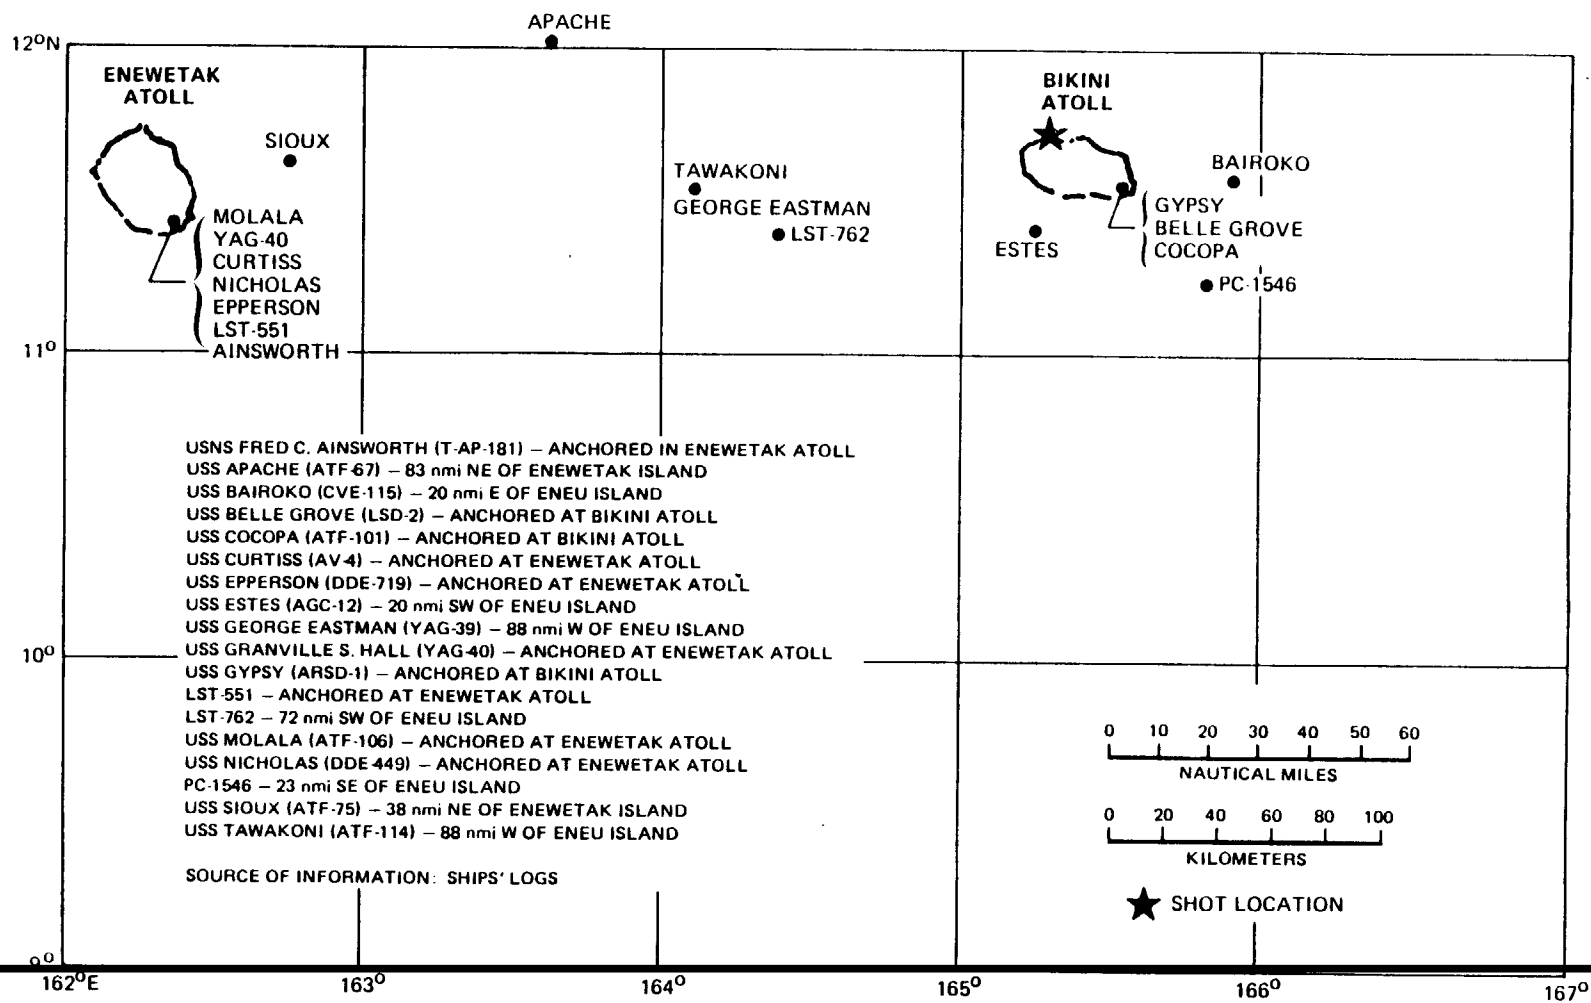 APACHE
12°N
ENEWETAK
ATOLL
BIKINI
ATOLL
SIOUX
TAWAKONI
GEORGE EASTMAN
LST-762
BAIROKO
GYPSY
BELLE GROVE
COCOPA
ESTES
PC-1546
MOLALA
YAG-40
CURTISS
NICHOLAS
EPPERSON
LST-551
AINSWORTH
11°
USNS FRED C. AINSWORTH (T-AP-181) – ANCHORED IN ENEWETAK ATOLL
USS APACHE (ATF-67) – 83 nmi NE OF ENEWETAK ISLAND
USS BAIROKO (CVE-115) – 20 nmi E OF ENEU ISLAND
USS BELLE GROVE (LSD-2) – ANCHORED AT BIKINI ATOLL
USS COCOPA (ATF-101) – ANCHORED AT BIKINI ATOLL
USS CURTISS (AV-4) – ANCHORED AT ENEWETAK ATOLL
USS EPPERSON (DDE-719) – ANCHORED AT ENEWETAK ATOLL
USS ESTES (AGC-12) – 20 nmi SW OF ENEU ISLAND
USS GEORGE EASTMAN (YAG-39) – 88 nmi W OF ENEU ISLAND
USS GRANVILLE S. HALL (YAG-40) – ANCHORED AT ENEWETAK ATOLL
USS GYPSY (ARSD-1) – ANCHORED AT BIKINI ATOLL
LST-551 – ANCHORED AT ENEWETAK ATOLL
LST-762 – 72 nmi SW OF ENEU ISLAND
USS MOLALA (ATF-106) – ANCHORED AT ENEWETAK ATOLL
USS NICHOLAS (DDE-449) – ANCHORED AT ENEWETAK ATOLL
PC-1546 – 23 nmi SE OF ENEU ISLAND
USS SIOUX (ATF-75) – 38 nmi NE OF ENEWETAK ISLAND
USS TAWAKONI (ATF-114) – 88 nmi W OF ENEU ISLAND
SOURCE OF INFORMATION: SHIPS' LOGS
10°
0 10 20 30 40 50 60
NAUTICAL MILES
0 20 40 60 80 100
KILOMETERS
SHOT LOCATION
9°
162°E 163° 164° 165° 166° 167°